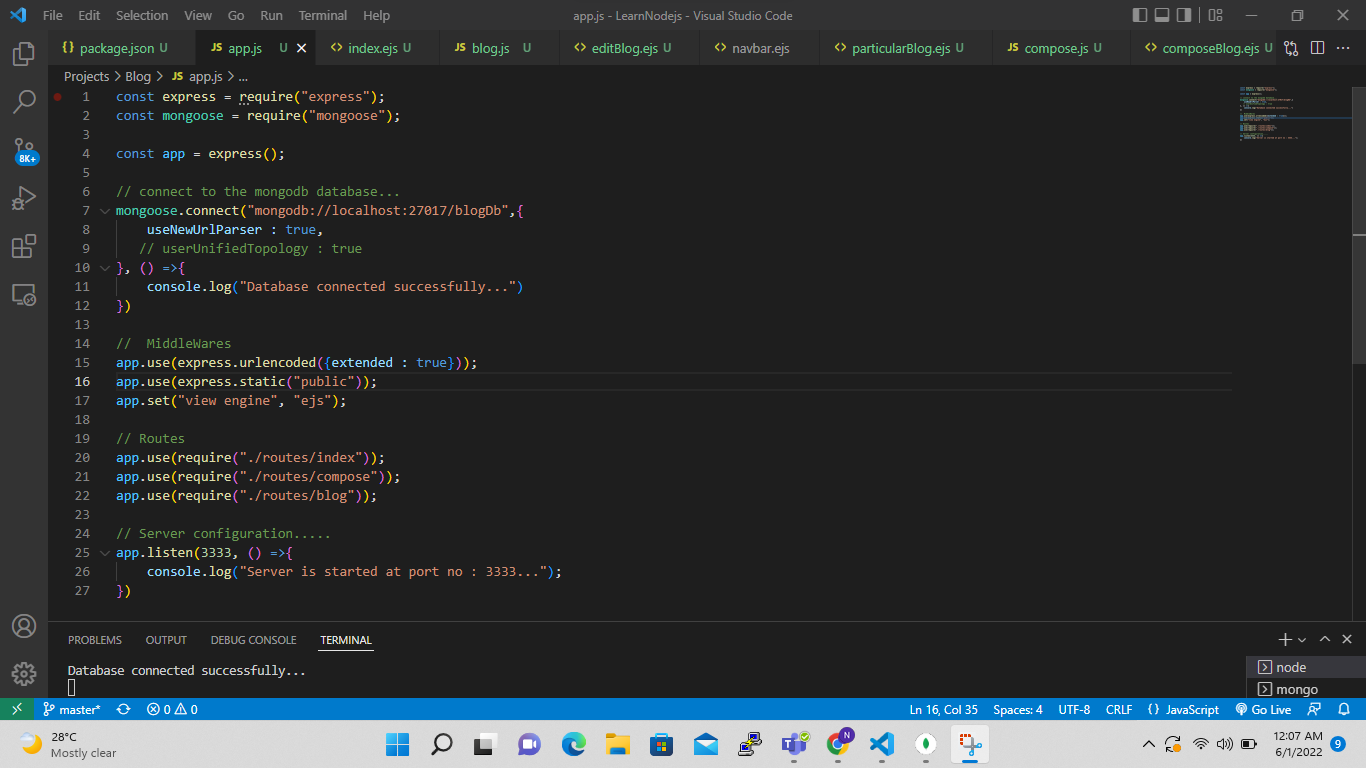 File Edit Selection View Go Run Terminal Help app.js - LearnNodejs - Visual Studio Code
{} package.json U JS app.js U <> index.ejs U JS blog.js U <> editBlog.ejs U <> navbar.ejs <> particularBlog.ejs U JS compose.js U <> composeBlog.ejs U
Projects > Blog > JS app.js > ...
1 const express = require("express");
2 const mongoose = require("mongoose");
3
4 const app = express();
5
6 // connect to the mongodb database...
7 mongoose.connect("mongodb://localhost:27017/blogDb",{
8 useNewUrlParser : true,
9 // userUnifiedTopology : true
10 }, () =>{
11 console.log("Database connected successfully...")
12 })
13
14 //  MiddleWares
15 app.use(express.urlencoded({extended : true}));
16 app.use(express.static("public"));
17 app.set("view engine", "ejs");
18
19 // Routes
20 app.use(require("./routes/index"));
21 app.use(require("./routes/compose"));
22 app.use(require("./routes/blog"));
23
24 // Server configuration.....
25 app.listen(3333, () =>{
26 console.log("Server is started at port no : 3333...");
27 })
8K+
PROBLEMS OUTPUT DEBUG CONSOLE TERMINAL
Database connected successfully...
node
mongo
master* 0 0 Ln 16, Col 35 Spaces: 4 UTF-8 CRLF {} JavaScript Go Live
28°C
Mostly clear
N
12:07 AM
6/1/2022 9